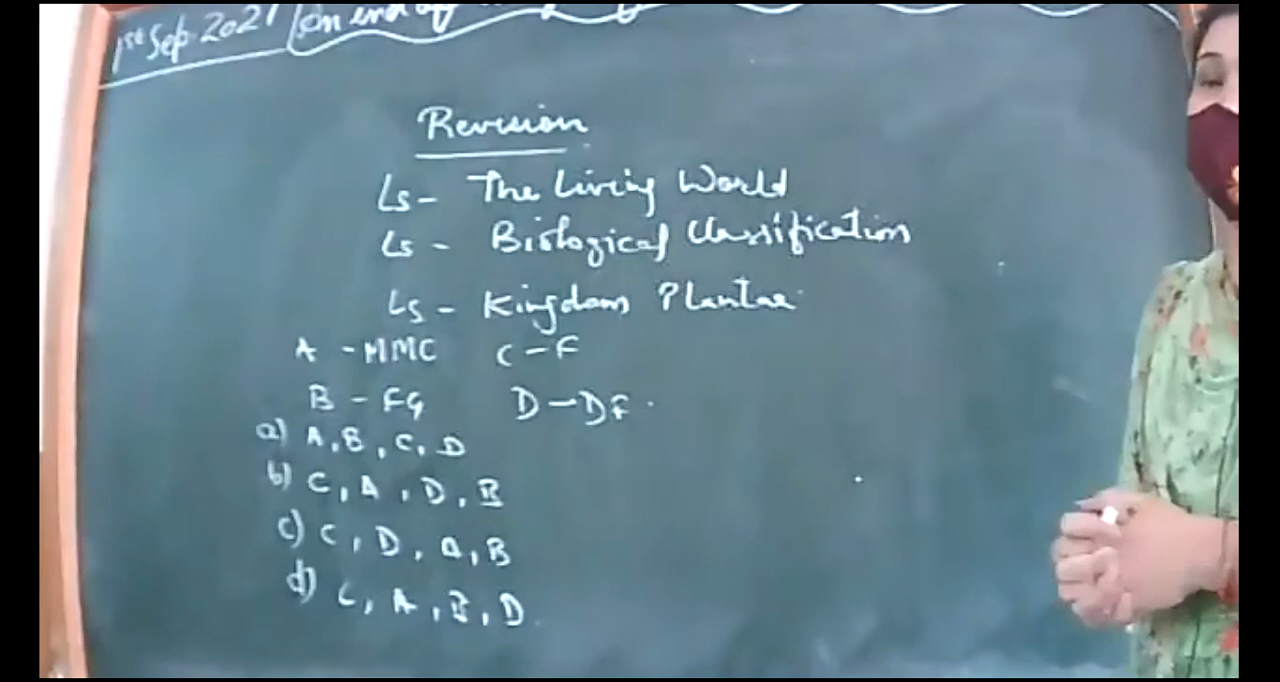 1st Sep 2021
Revision
Ls - The Living World
Ls - Biological Classification
Ls - Kingdom Plantae
A - MMC C - F
B - FG D - DF.
a) A, B, C, D
b) C, A, D, B
c) C, D, A, B
d) C, A, B, D.